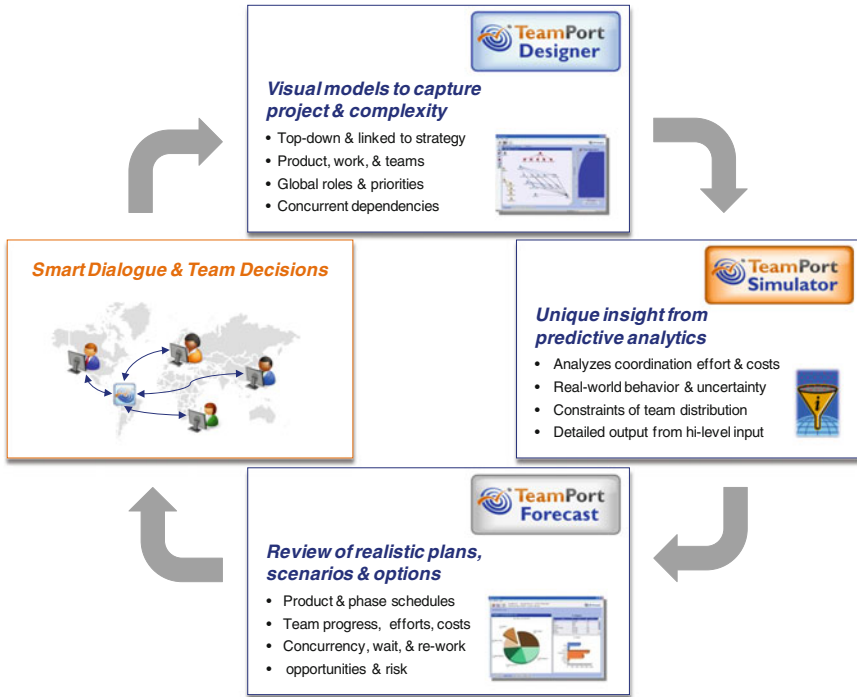 TeamPort
Designer
Visual models to capture
project & complexity
• Top-down & linked to strategy
• Product, work, & teams
• Global roles & priorities
• Concurrent dependencies
Smart Dialogue & Team Decisions
TeamPort
Simulator
Unique insight from
predictive analytics
• Analyzes coordination effort & costs
• Real-world behavior & uncertainty
• Constraints of team distribution
• Detailed output from hi-level input
i
TeamPort
Forecast
Review of realistic plans,
scenarios & options
• Product & phase schedules
• Team progress, efforts, costs
• Concurrency, wait, & re-work
• opportunities & risk